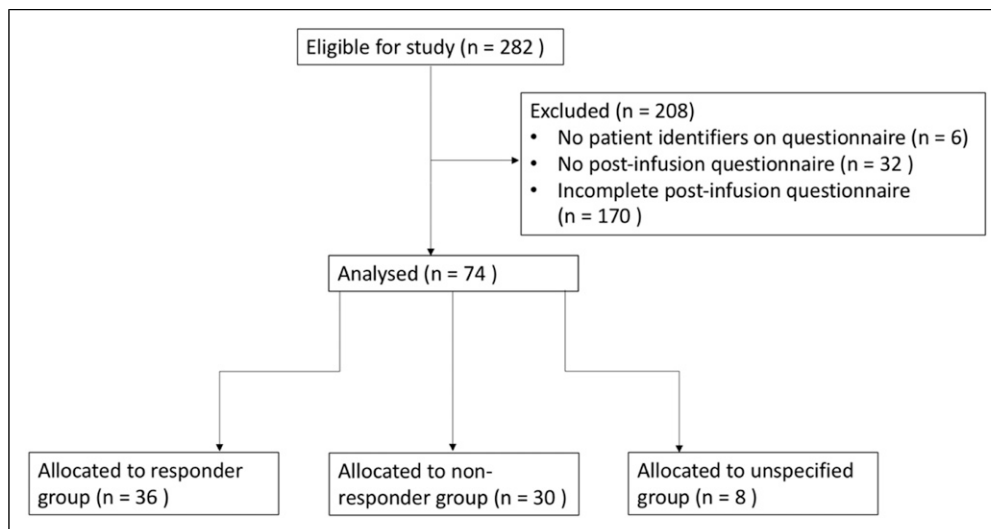 Eligible for study (n = 282 )
Excluded (n = 208)
• No patient identifiers on questionnaire (n = 6)
• No post-infusion questionnaire (n = 32 )
• Incomplete post-infusion questionnaire
(n = 170 )
Analysed (n = 74 )
Allocated to responder
group (n = 36 )
Allocated to non-
responder group (n = 30 )
Allocated to unspecified
group (n = 8 )